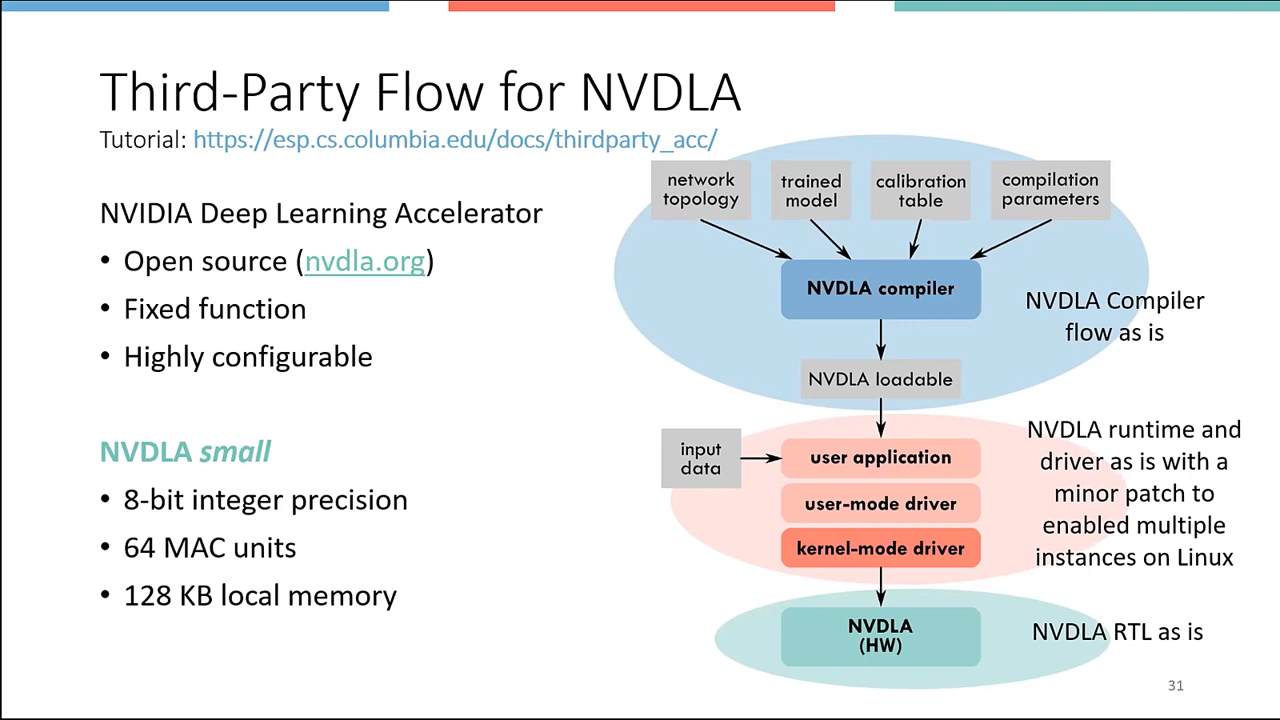 Third-Party Flow for NVDLA
Tutorial: https://esp.cs.columbia.edu/docs/thirdparty_acc/
NVIDIA Deep Learning Accelerator
• Open source (nvdla.org)
• Fixed function
• Highly configurable
NVDLA small
• 8-bit integer precision
• 64 MAC units
• 128 KB local memory
network
topology
trained
model
calibration
table
compilation
parameters
NVDLA compiler
NVDLA Compiler
flow as is
NVDLA loadable
input
data
user application
user-mode driver
kernel-mode driver
NVDLA runtime and
driver as is with a
minor patch to
enabled multiple
instances on Linux
NVDLA
(HW)
NVDLA RTL as is
31